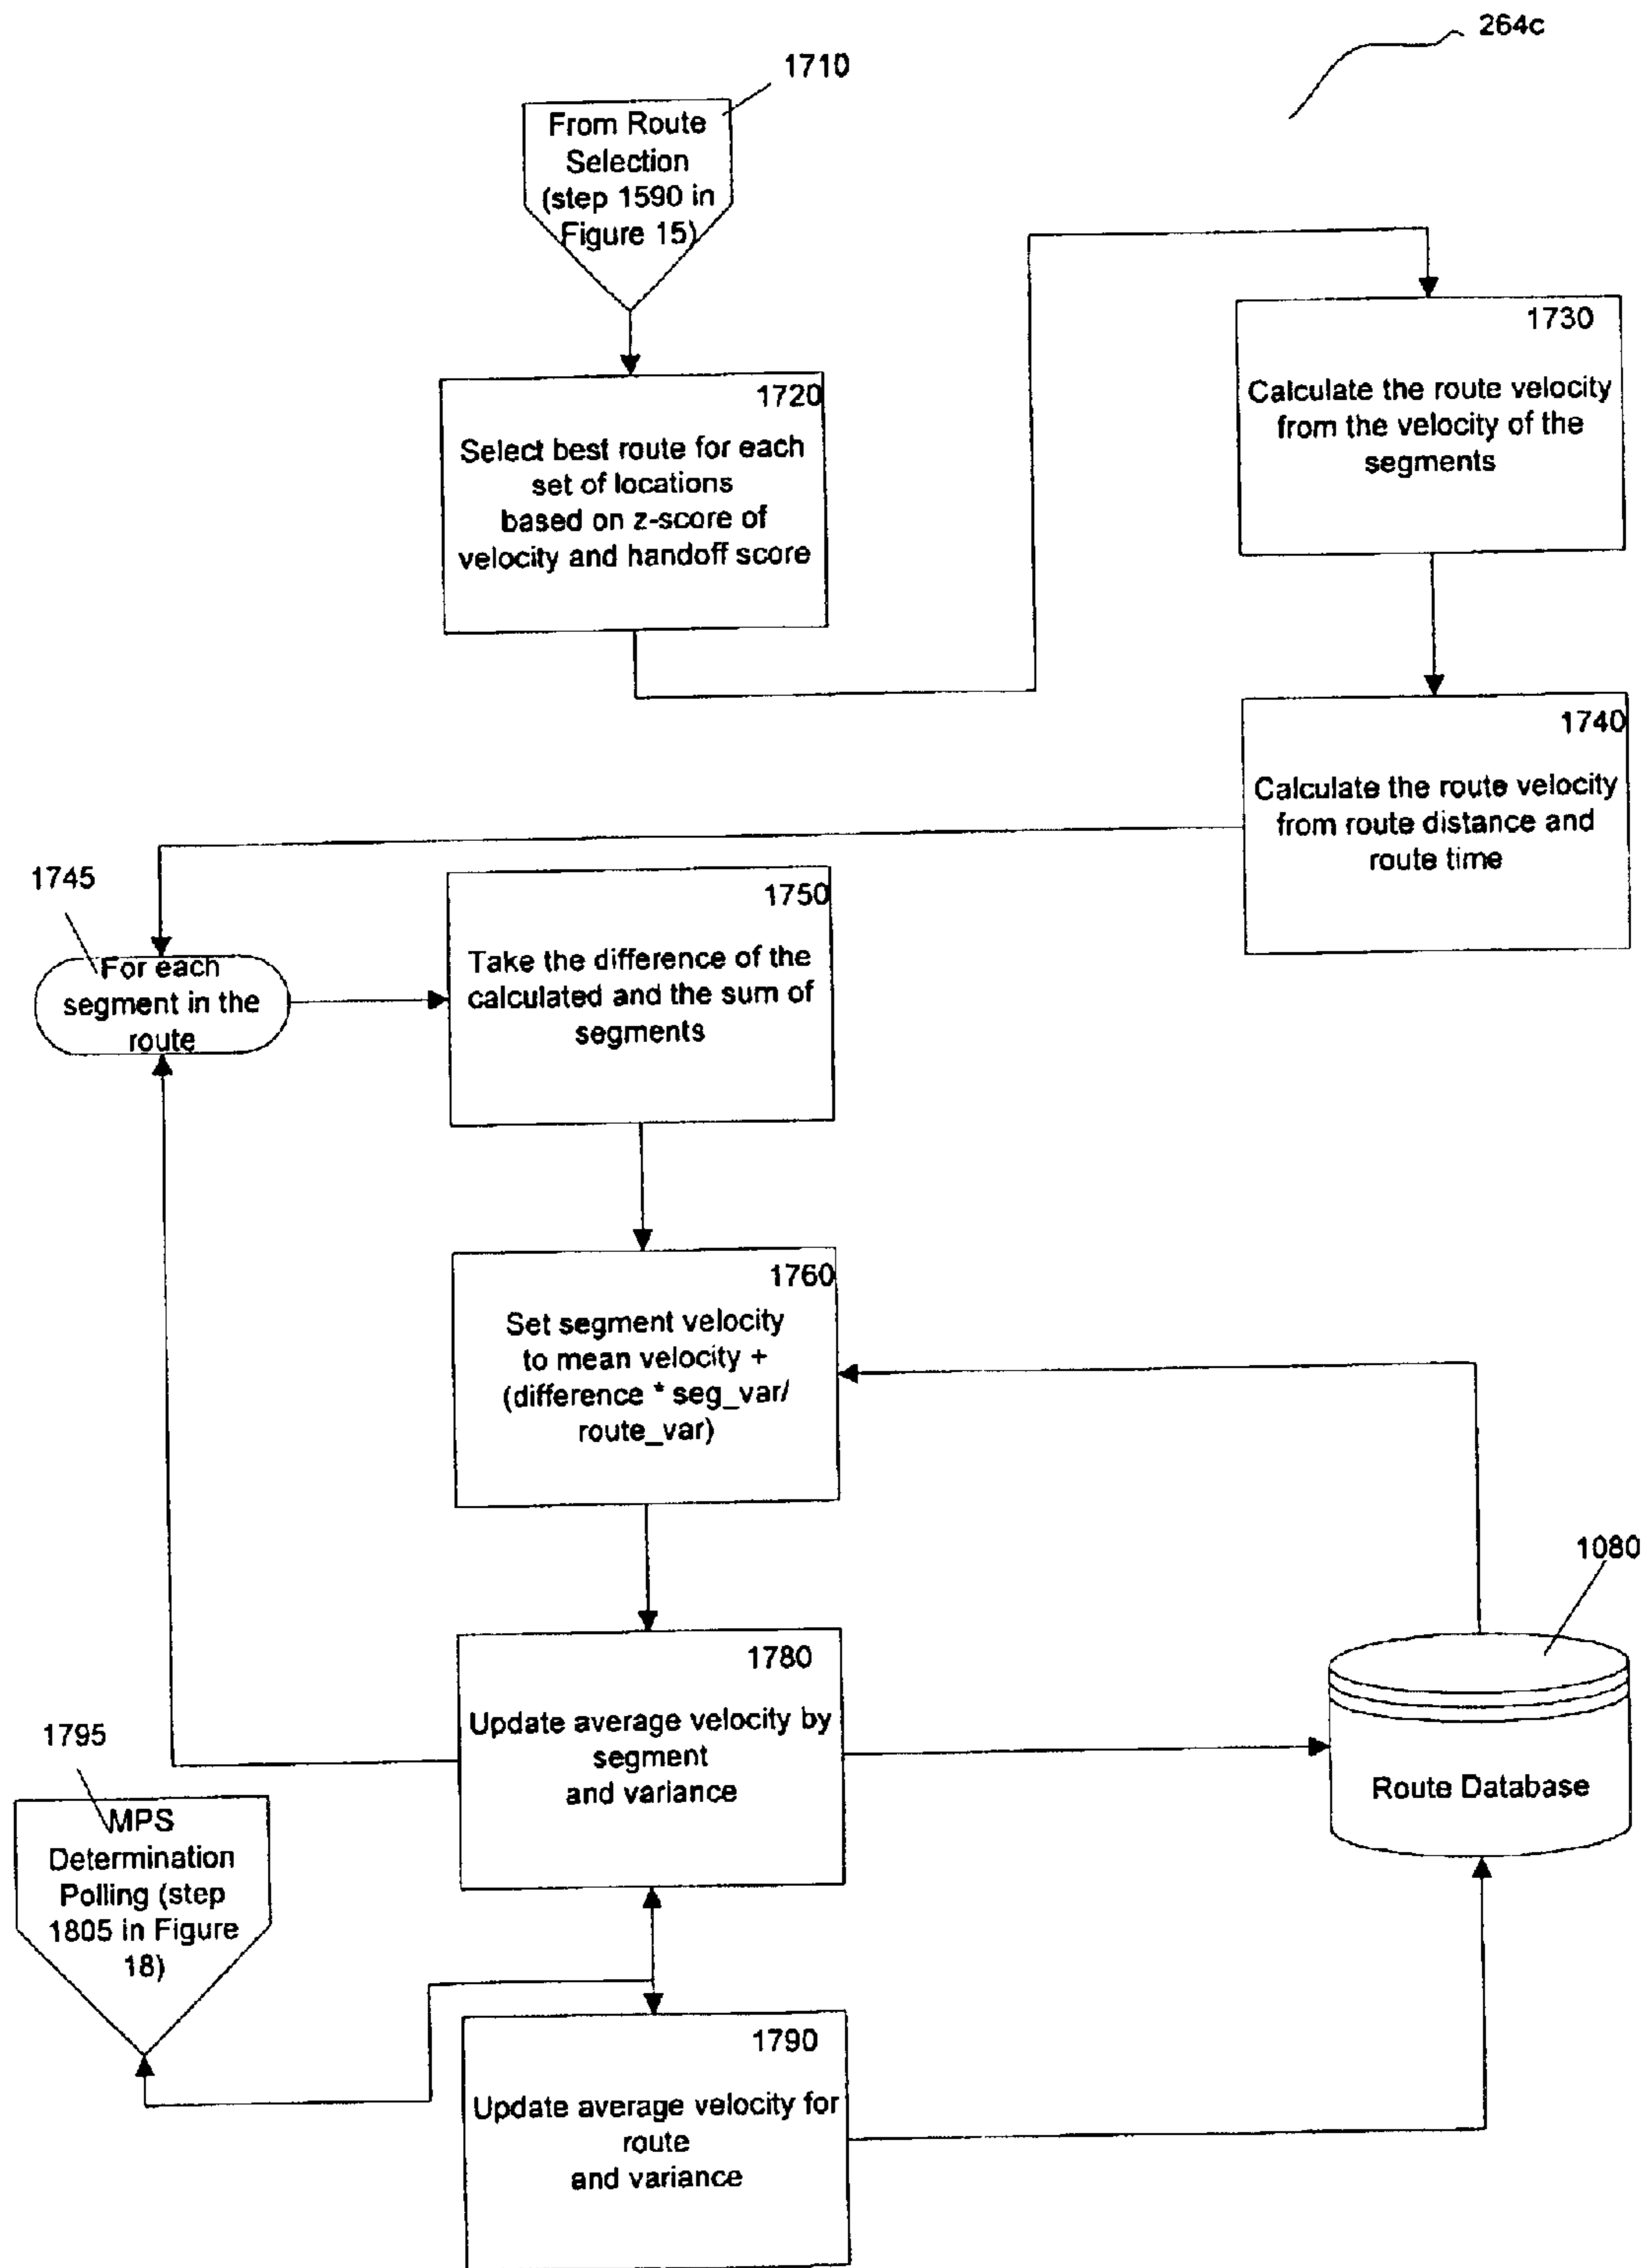 264c
1710
From Route
Selection
(step 1590 in
Figure 15)
1720
Select best route for each
set of locations
based on z-score of
velocity and handoff score
1730
Calculate the route velocity
from the velocity of the
segments
1740
Calculate the route velocity
from route distance and
route time
1745
For each
segment in the
route
1750
Take the difference of the
calculated and the sum of
segments
1760
Set segment velocity
to mean velocity +
(difference * seg_var/
route_var)
1080
Route Database
1780
Update average velocity by
segment
and variance
1795
MPS
Determination
Polling (step
1805 in Figure
18)
1790
Update average velocity for
route
and variance